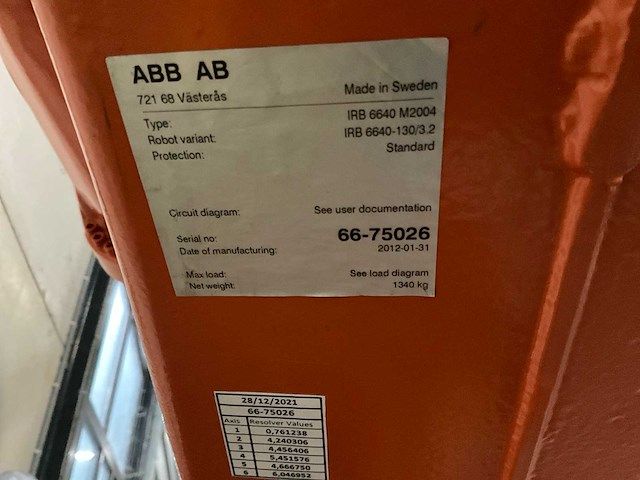 ABB AB
721 68 Västerås
Made in Sweden
Type: IRB 6640 M2004
Robot variant: IRB 6640-130/3.2
Protection: Standard
Circuit diagram: See user documentation
Serial no: 66-75026
Date of manufacturing: 2012-01-31
Max load: See load diagram
Net weight: 1340 kg
28/12/2021
66-75026
Axis Resolver Values
1 0,761238
2 4,240306
3 4,456406
4 5,451576
5 4,666750
6 6,046952